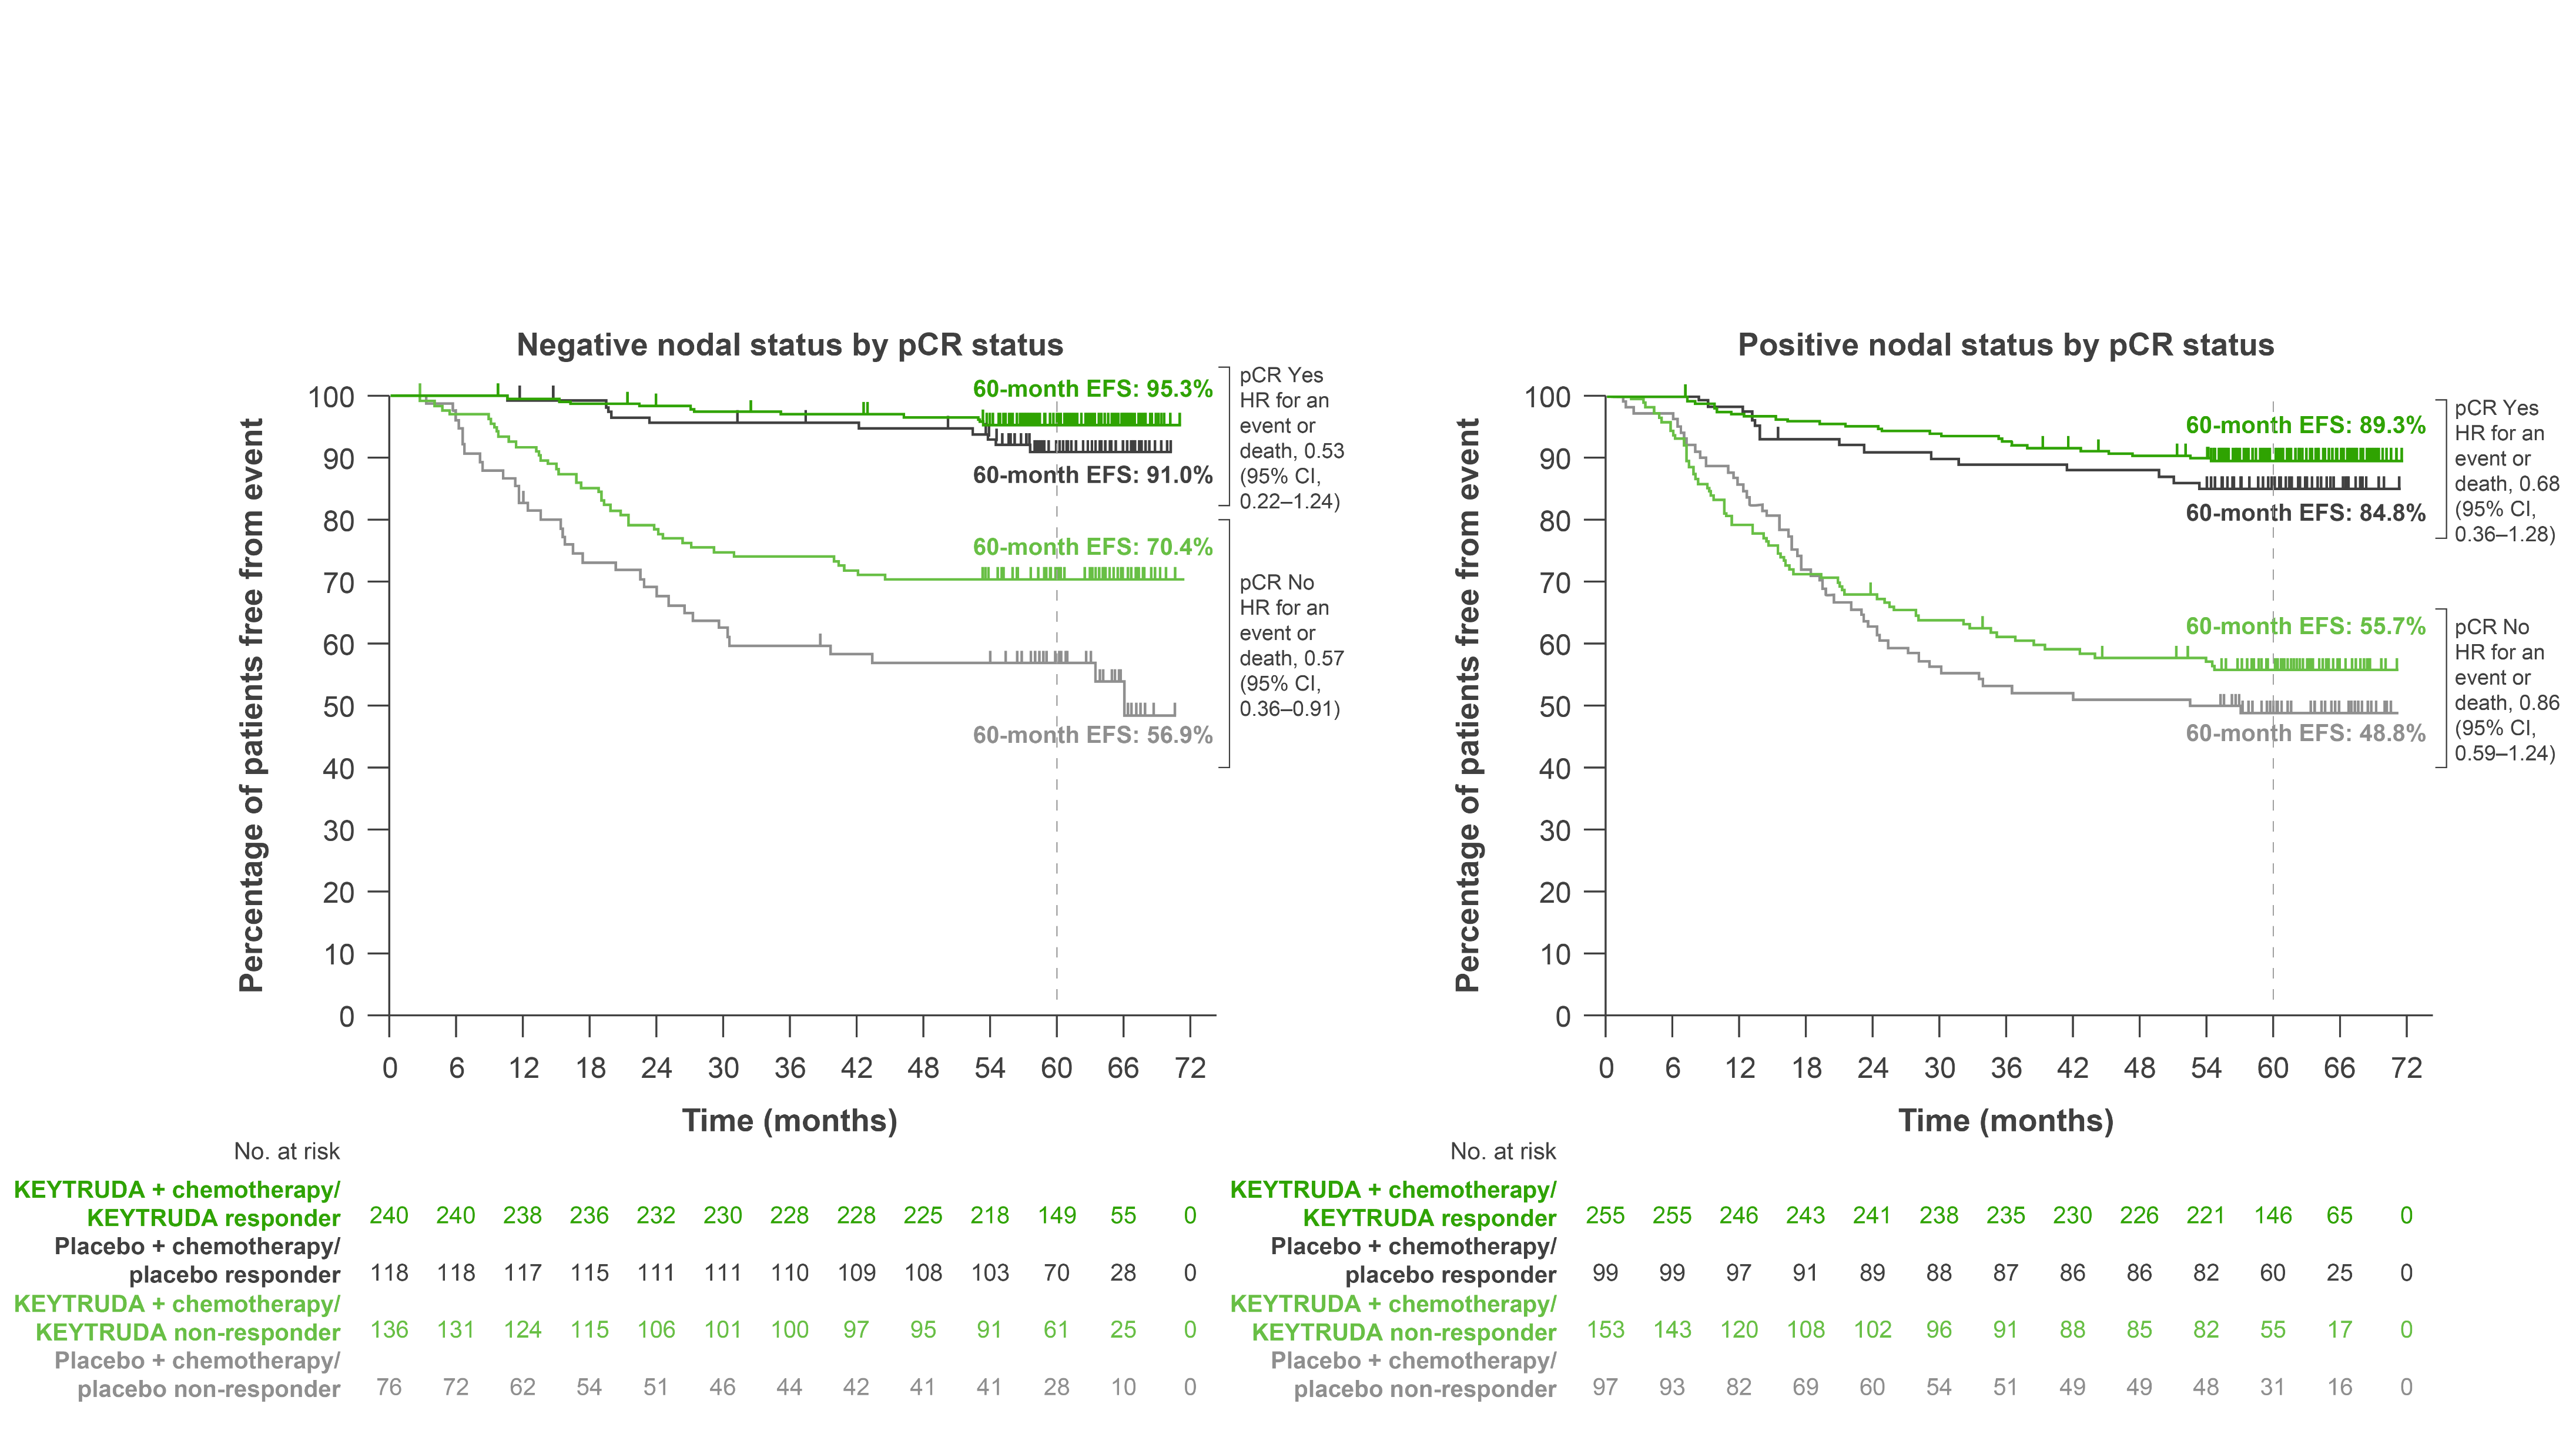 Negative nodal status by pCR status
Percentage of patients free from event
100
90
80
70
60
50
40
30
20
10
0
60-month EFS: 95.3%
60-month EFS: 91.0%
60-month EFS: 70.4%
60-month EFS: 56.9%
pCR Yes
HR for an
event or
death, 0.53
(95% CI,
0.22–1.24)
pCR No
HR for an
event or
death, 0.57
(95% CI,
0.36–0.91)
0 6 12 18 24 30 36 42 48 54 60 66 72
Time (months)
No. at risk
KEYTRUDA + chemotherapy/
KEYTRUDA responder 240 240 238 236 232 230 228 228 225 218 149 55 0
Placebo + chemotherapy/
placebo responder 118 118 117 115 111 111 110 109 108 103 70 28 0
KEYTRUDA + chemotherapy/
KEYTRUDA non-responder 136 131 124 115 106 101 100 97 95 91 61 25 0
Placebo + chemotherapy/
placebo non-responder 76 72 62 54 51 46 44 42 41 41 28 10 0
Positive nodal status by pCR status
Percentage of patients free from event
100
90
80
70
60
50
40
30
20
10
0
60-month EFS: 89.3%
60-month EFS: 84.8%
60-month EFS: 55.7%
60-month EFS: 48.8%
pCR Yes
HR for an
event or
death, 0.68
(95% CI,
0.36–1.28)
pCR No
HR for an
event or
death, 0.86
(95% CI,
0.59–1.24)
0 6 12 18 24 30 36 42 48 54 60 66 72
Time (months)
No. at risk
KEYTRUDA + chemotherapy/
KEYTRUDA responder 255 255 246 243 241 238 235 230 226 221 146 65 0
Placebo + chemotherapy/
placebo responder 99 99 97 91 89 88 87 86 86 82 60 25 0
KEYTRUDA + chemotherapy/
KEYTRUDA non-responder 153 143 120 108 102 96 91 88 85 82 55 17 0
Placebo + chemotherapy/
placebo non-responder 97 93 82 69 60 54 51 49 49 48 31 16 0